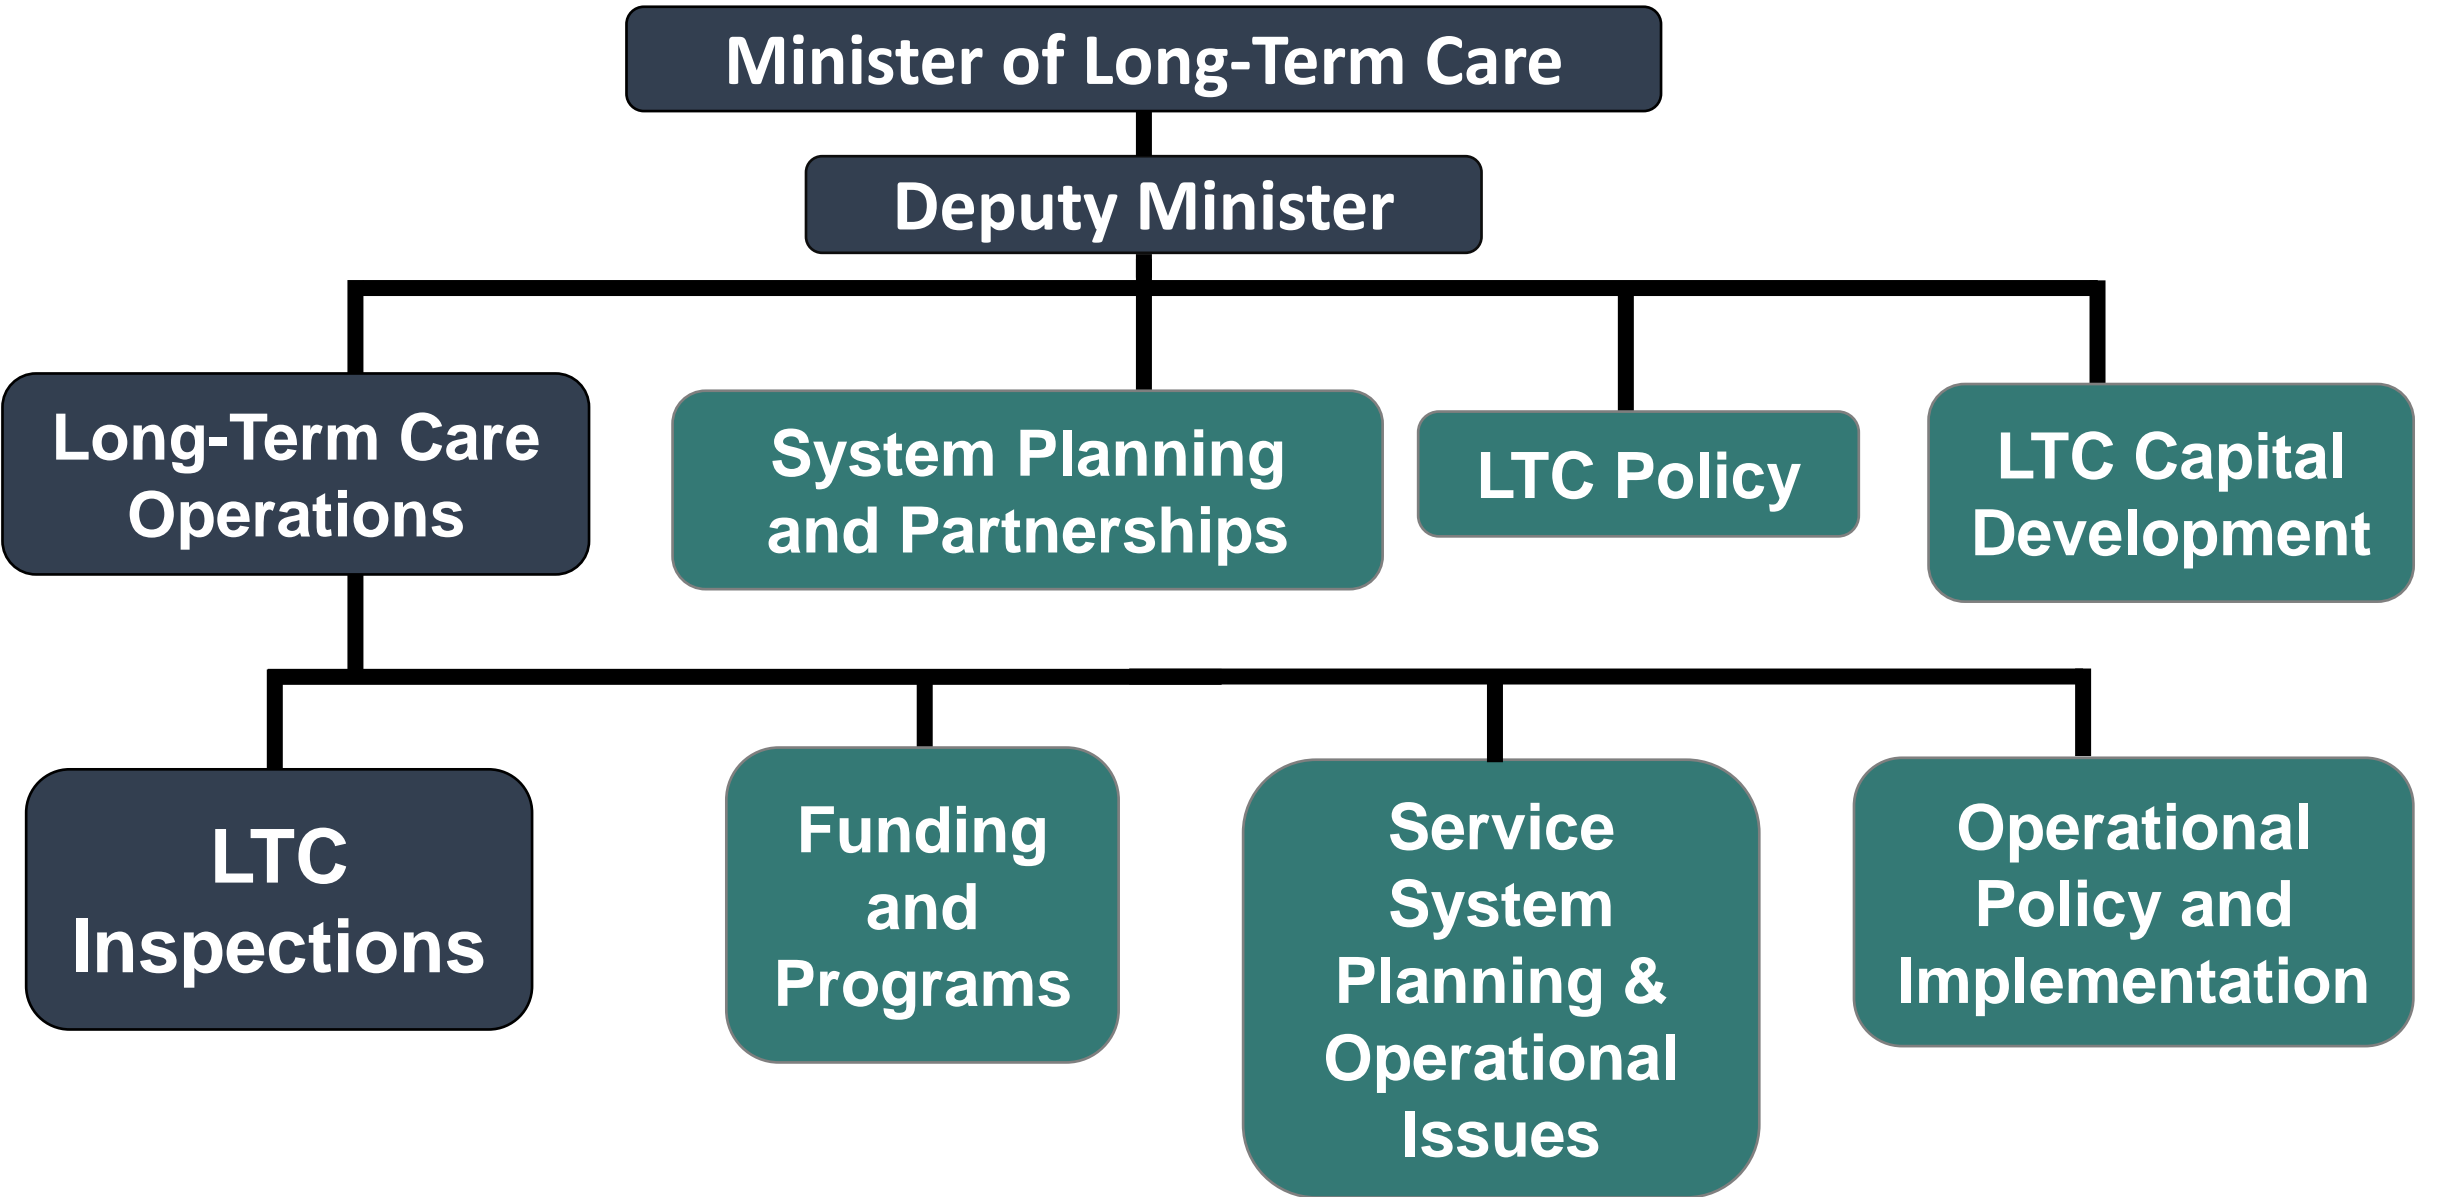 Minister of Long-Term Care
Deputy Minister
Long-Term Care
Operations
System Planning
and Partnerships
LTC Policy
LTC Capital
Development
LTC
Inspections
Funding
and
Programs
Service
System
Planning &
Operational
Issues
Operational
Policy and
Implementation